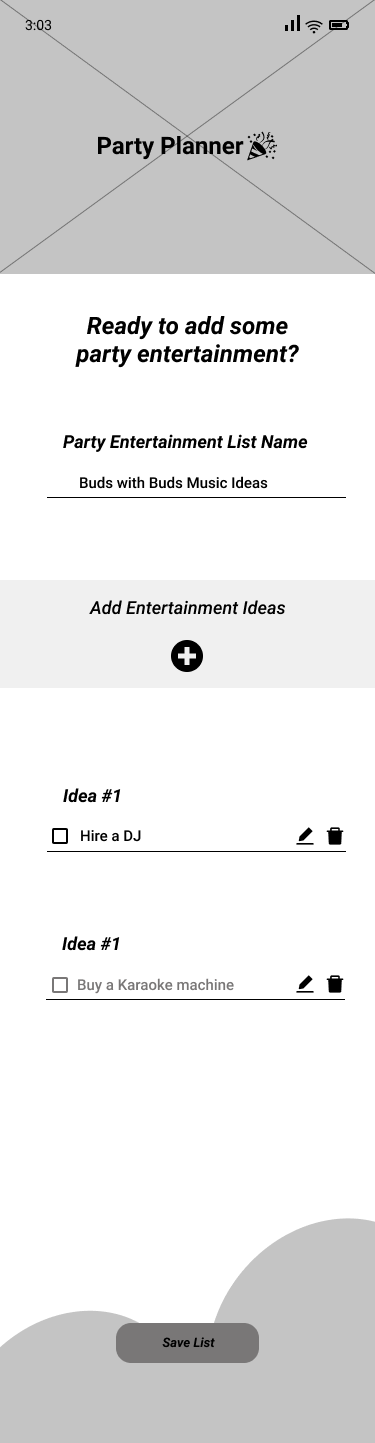 3:03
Party Planner
Ready to add some
party entertainment?
Party Entertainment List Name
Buds with Buds Music Ideas
Add Entertainment Ideas
Idea #1
Hire a DJ
Idea #1
Buy a Karaoke machine
Save List